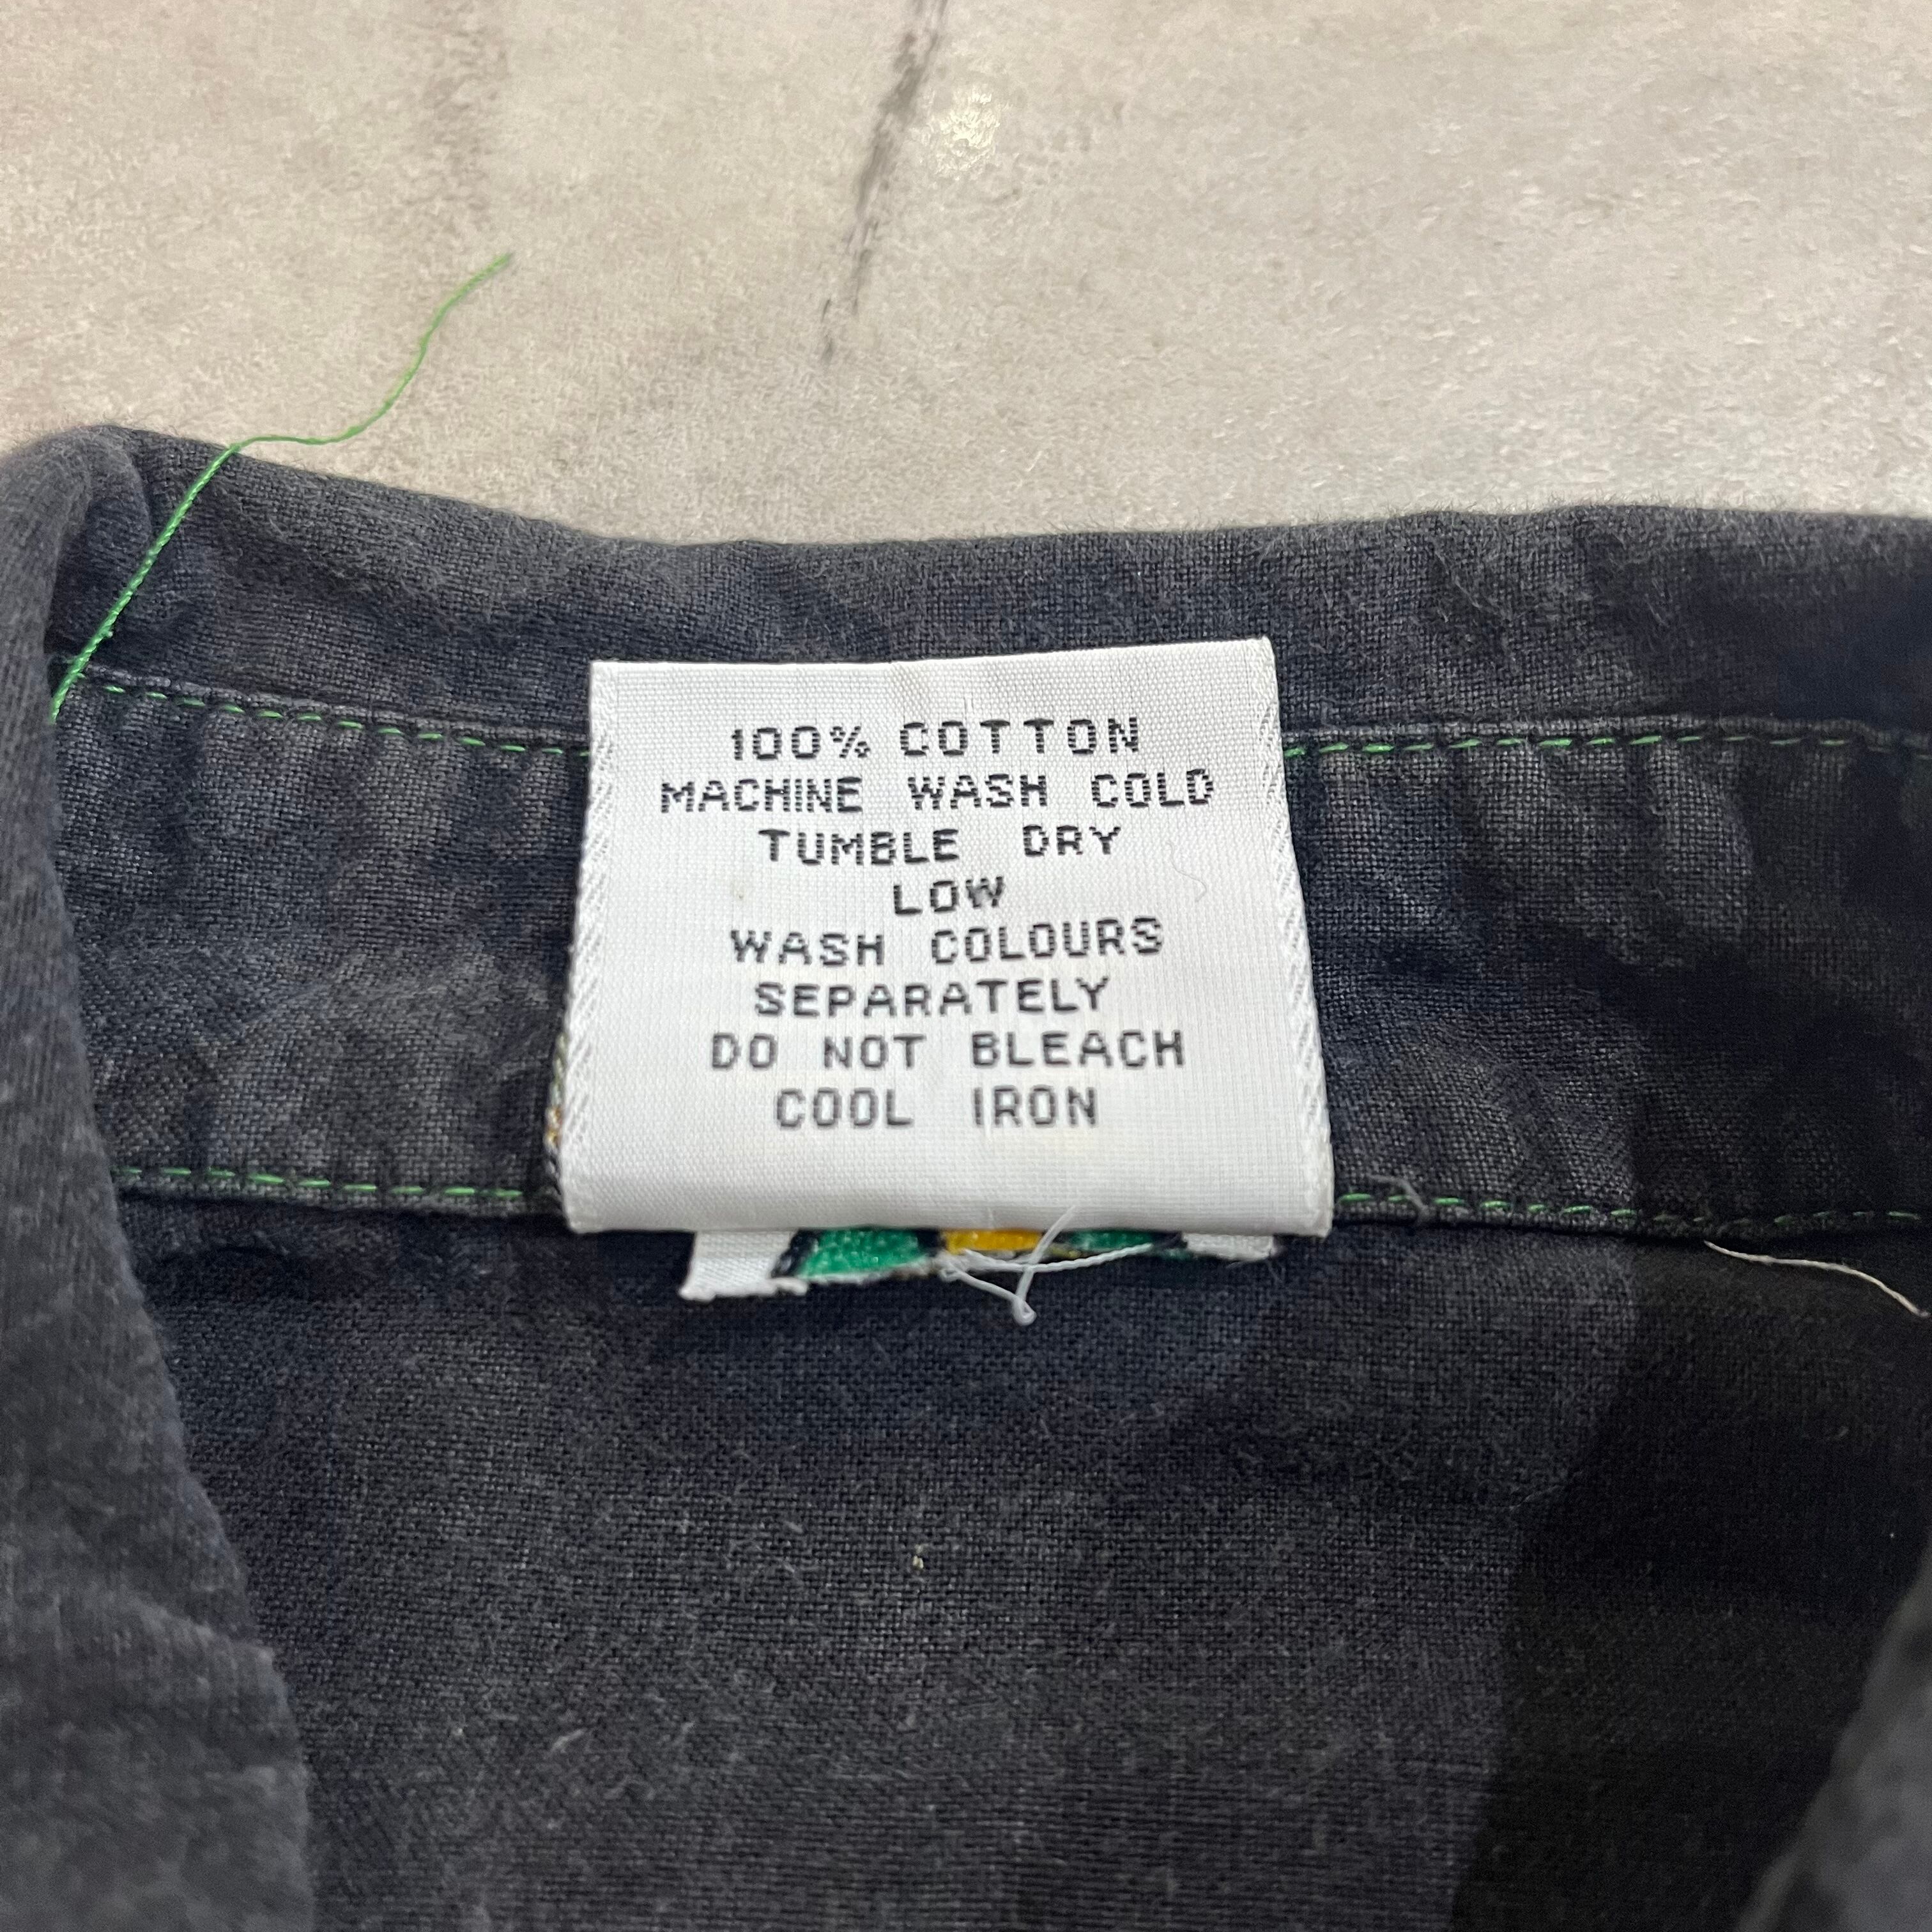 100% COTTON
MACHINE WASH COLD
TUMBLE DRY
LOW
WASH COLOURS
SEPARATELY
DO NOT BLEACH
COOL IRON